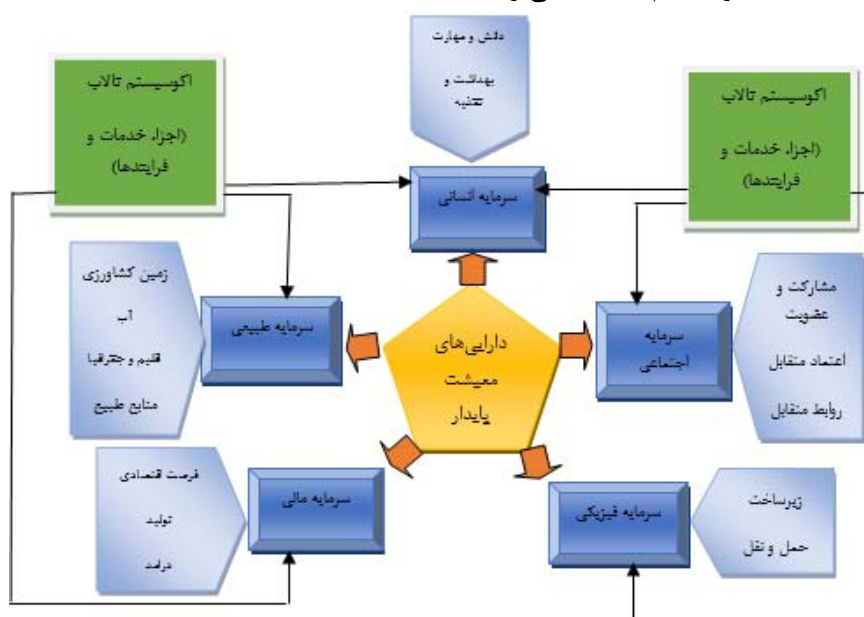 دانش و مهارت
بهداشت و
تغذیه
اکوسیستم تالاب
(اجزا، خدمات و
فرایندها)
اکوسیستم تالاب
(اجزا، خدمات و
فرایندها)
سرمایه انسانی
مشارکت و
عضویت
اعتماد متقابل
روابط متقابل
سرمایه
اجتماعی
دارایی‌های
معیشت
پایدار
سرمایه طبیعی
زمین کشاورزی
آب
اقلیم و جغرافیا
منابع طبیع
زیرساخت
حمل و نقل
سرمایه فیزیکی
سرمایه مالی
فرصت اقتصادی
تولید
درامد